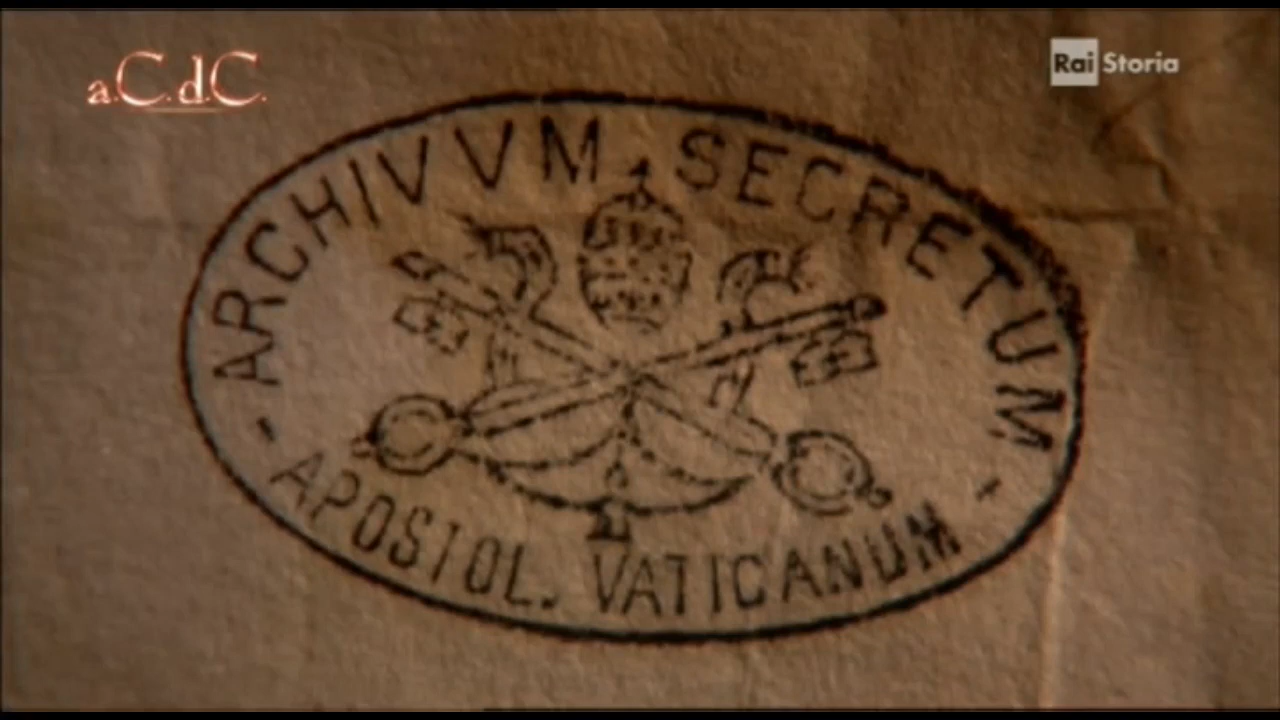 a.C.d.C.
Rai Storia
ARCHIVVM SECRETUM
- APOSTOL. VATICANUM -